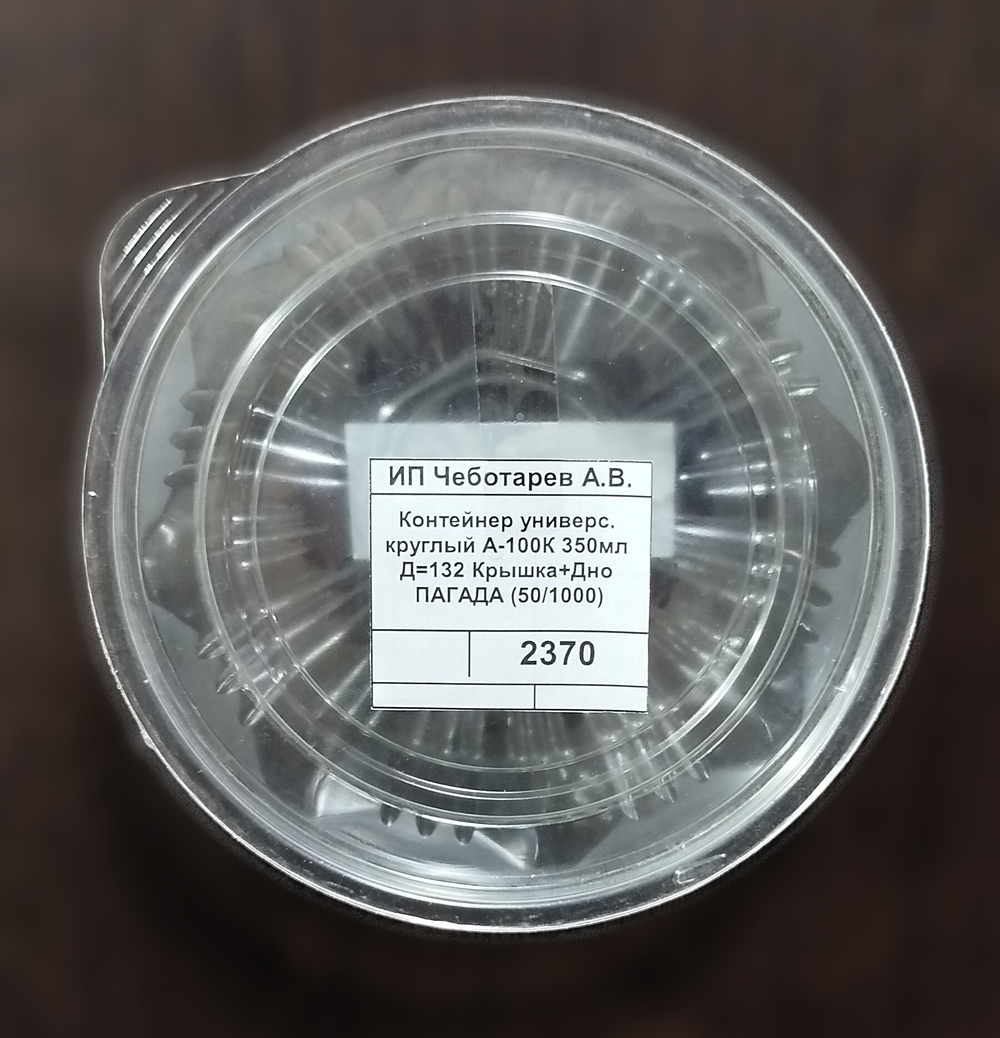 ИП Чеботарев А.В.
Контейнер универс.
круглый А-100К 350мл
Д=132 Крышка+Дно
ПАГАДА (50/1000)
2370